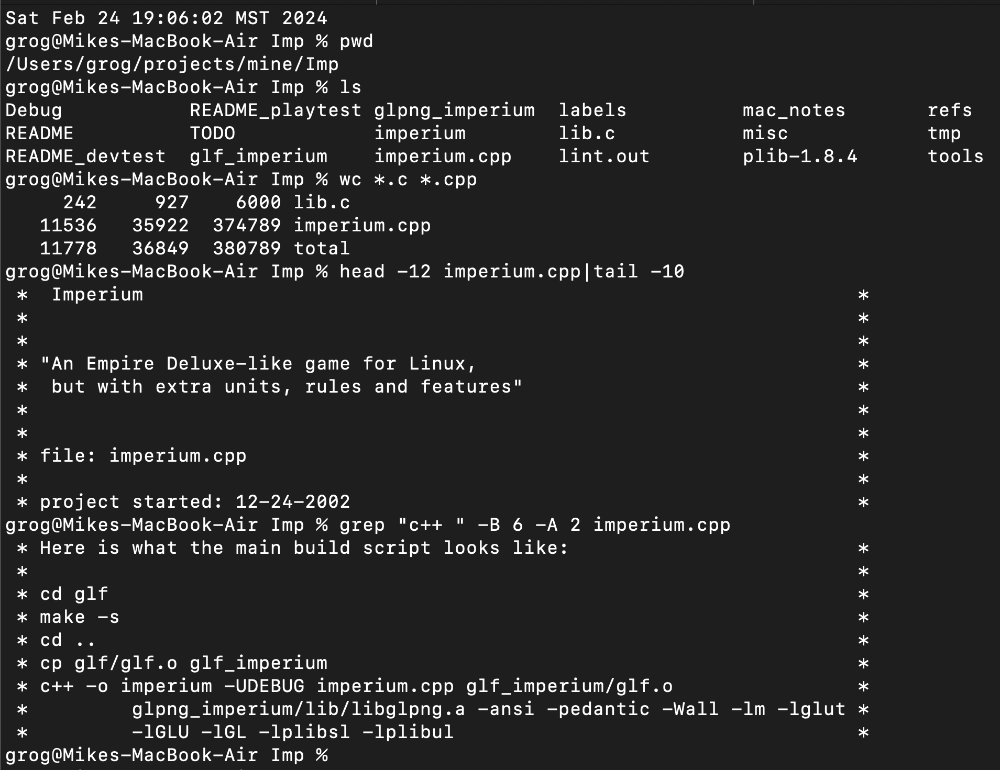 Sat Feb 24 19:06:02 MST 2024
grog@Mikes-MacBook-Air Imp % pwd
/Users/grog/projects/mine/Imp
grog@Mikes-MacBook-Air Imp % ls
Debug           README_playtest glpng_imperium  labels          mac_notes       refs
README          TODO            imperium        lib.c           misc            tmp
README_devtest  glf_imperium    imperium.cpp    lint.out        plib-1.8.4      tools
grog@Mikes-MacBook-Air Imp % wc *.c *.cpp
     242     927    6000 lib.c
   11536   35922  374789 imperium.cpp
   11778   36849  380789 total
grog@Mikes-MacBook-Air Imp % head -12 imperium.cpp|tail -10
 *  Imperium                                                              *
 *                                                                        *
 *                                                                        *
 * "An Empire Deluxe-like game for Linux,                                 *
 *  but with extra units, rules and features"                             *
 *                                                                        *
 *                                                                        *
 * file: imperium.cpp                                                     *
 *                                                                        *
 * project started: 12-24-2002                                            *
grog@Mikes-MacBook-Air Imp % grep "c++ " -B 6 -A 2 imperium.cpp
 * Here is what the main build script looks like:                         *
 *                                                                        *
 * cd glf                                                                 *
 * make -s                                                                *
 * cd ..                                                                  *
 * cp glf/glf.o glf_imperium                                              *
 * c++ -o imperium -UDEBUG imperium.cpp glf_imperium/glf.o                *
 *         glpng_imperium/lib/libglpng.a -ansi -pedantic -Wall -lm -lglut *
 *         -lGLU -lGL -lplibsl -lplibul                                   *
grog@Mikes-MacBook-Air Imp %